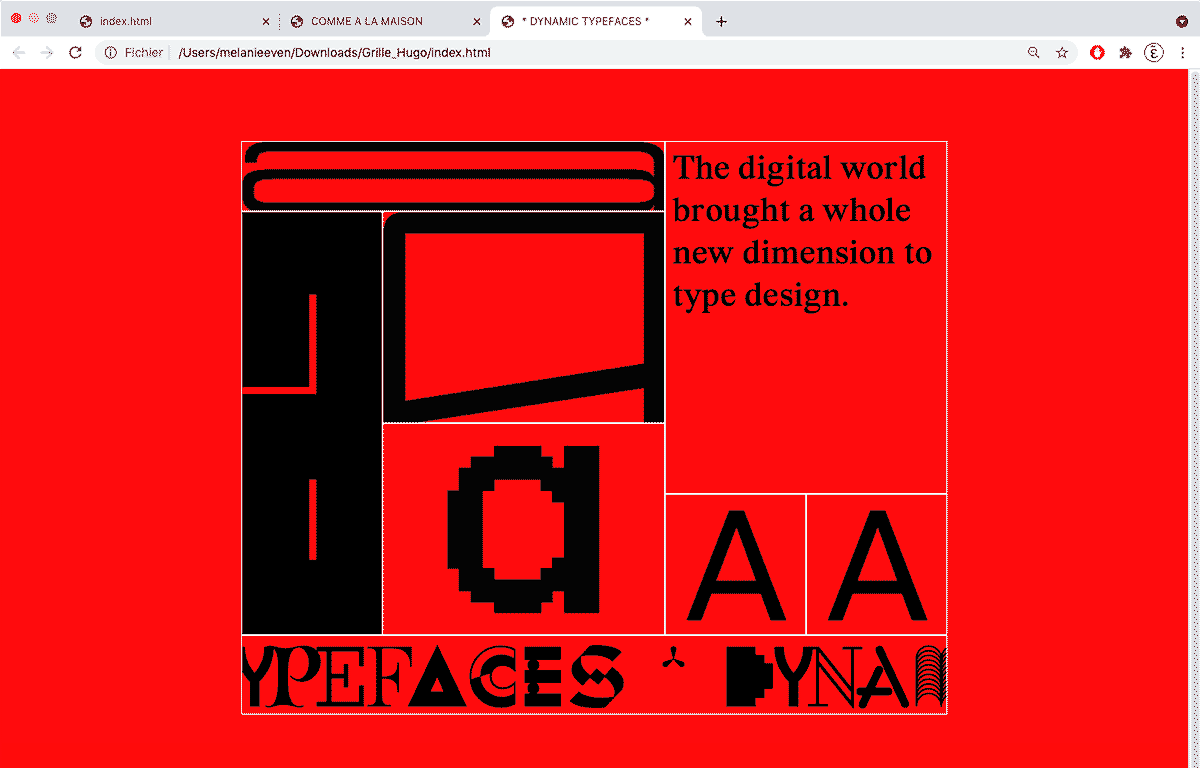 index.html
COMME A LA MAISON
* DYNAMIC TYPEFACES *
Fichier
/Users/melanieeven/Downloads/Grille_Hugo/index.html
The digital world
brought a whole
new dimension to
type design.
a
a
a
a
A
A
YPEFACES * DYNAM